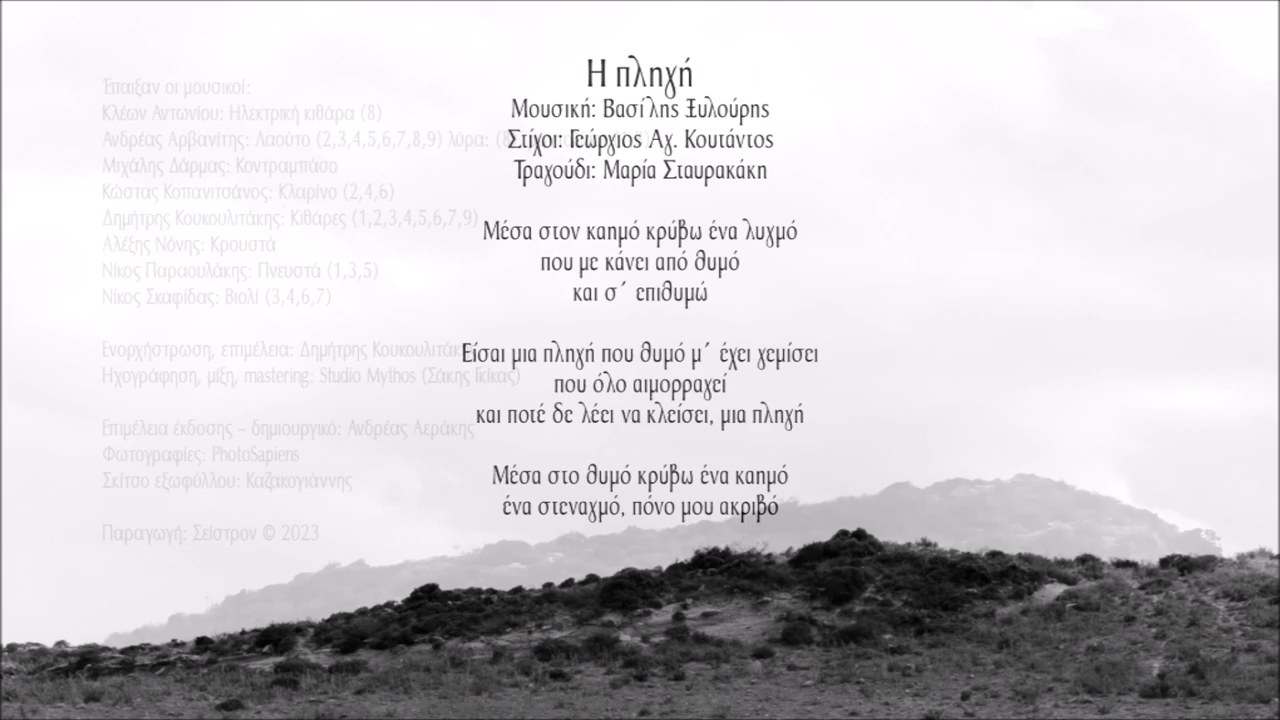 Έπαιξαν οι μουσικοί:
Κλέων Αντωνίου: Ηλεκτρική κιθάρα (8)
Ανδρέας Αρβανίτης: Λαούτο (2,3,4,5,6,7,8,9) λύρα:
Μιχάλης Δάρμας: Κοντραμπάσο
Κώστας Κοπανιτσάνος: Κλαρίνο (2,4,6)
Δημήτρης Κουκουλιτάκης: Κιθάρες (1,2,3,4,5,6,7,9)
Αλέξης Νόνης: Κρουστά
Νίκος Παραουλάκης: Πνευστά (1,3,5)
Νίκος Σκαφίδας: Βιολί (3,4,6,7)
Ενορχήστρωση, επιμέλεια: Δημήτρης Κουκουλιτάκης
Ηχογράφηση, μίξη, mastering: Studio Mythos (Σάκης Γκίκας)
Επιμέλεια έκδοσης – δημιουργικό: Ανδρέας Αεράκης
Φωτογραφίες: PhotoSapiens
Σκίτσο εξωφύλλου: Καζακογιάννης
Παραγωγή: Σείστρον © 2023
Η πληγή
Μουσική: Βασίλης Ξυλούρης
Στίχοι: Γεώργιος Αγ. Κουτάντος
Τραγούδι: Μαρία Σταυρακάκη
Μέσα στον καημό κρύβω ένα λυγμό
που με κάνει από θυμό
και σ΄ επιθυμώ
Είσαι μια πληγή που θυμό μ΄ έχει γεμίσει
που όλο αιμορραγεί
και ποτέ δε λέει να κλείσει, μια πληγή
Μέσα στο θυμό κρύβω ένα καημό
ένα στεναγμό, πόνο μου ακριβό